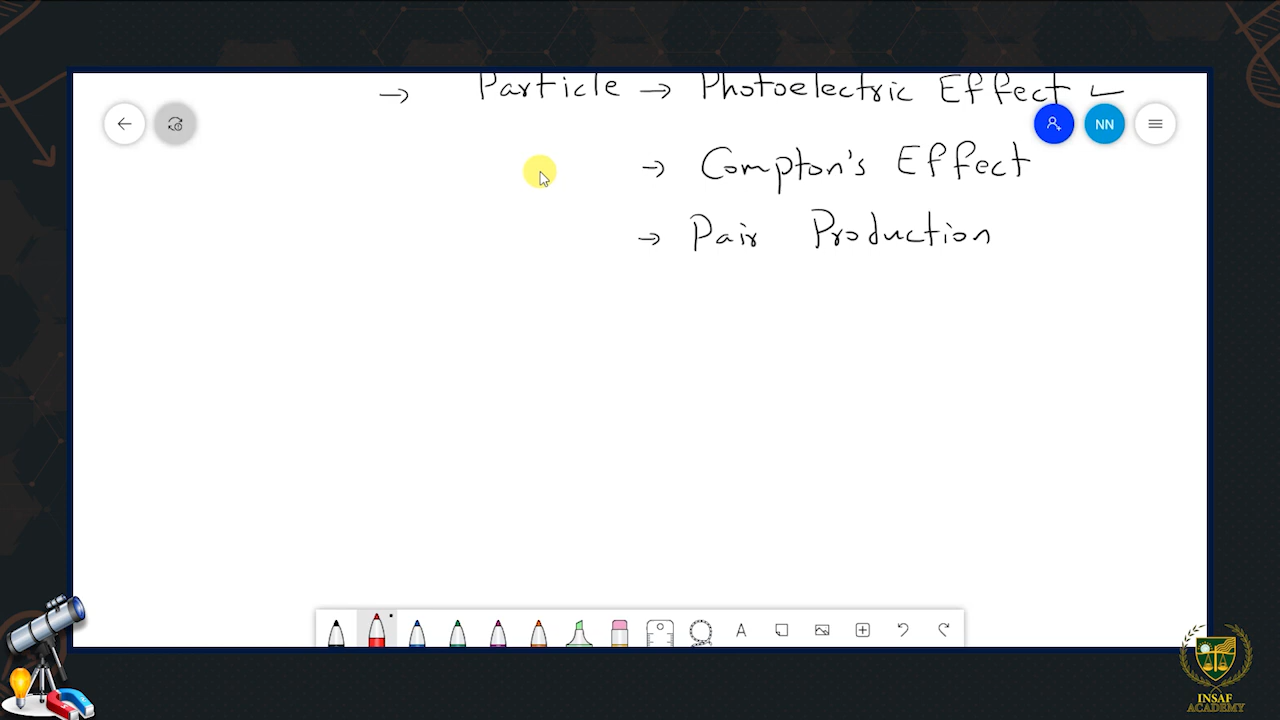 → Particle → Photoelectric Effect
NN
→ Compton's Effect
→ Pair Production
A
INSAF
ACADEMY